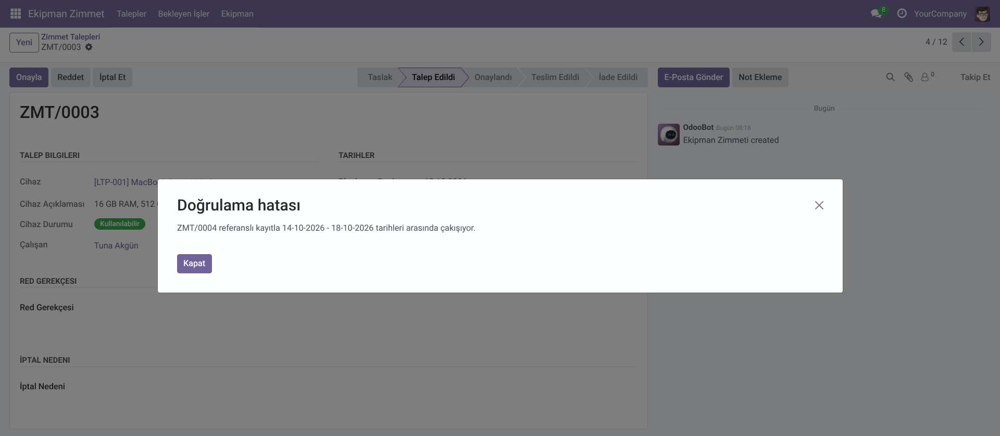 Ekipman Zimmet Talepler Bekleyen İşler Ekipman 8 YourCompany
Yeni
Zimmet Talepleri
ZMT/0003
4 / 12
Onayla Reddet İptal Et
Taslak Talep Edildi Onaylandı Teslim Edildi İade Edildi
E-Posta Gönder Not Ekleme 0 Takip Et
ZMT/0003
Bugün
OdooBot Bugün 08:18
Ekipman Zimmeti created
TALEP BILGILERI
TARIHLER
Cihaz [LTP-001]
Cihaz Açıklaması 16 GB RAM, 512
Cihaz Durumu Kullanılabilir
Çalışan Tuna Akgün
Doğrulama hatası
ZMT/0004 referanslı kayıtla 14-10-2026 - 18-10-2026 tarihleri arasında çakışıyor.
Kapat
RED GEREKÇESI
Red Gerekçesi
İPTAL NEDENI
İptal Nedeni